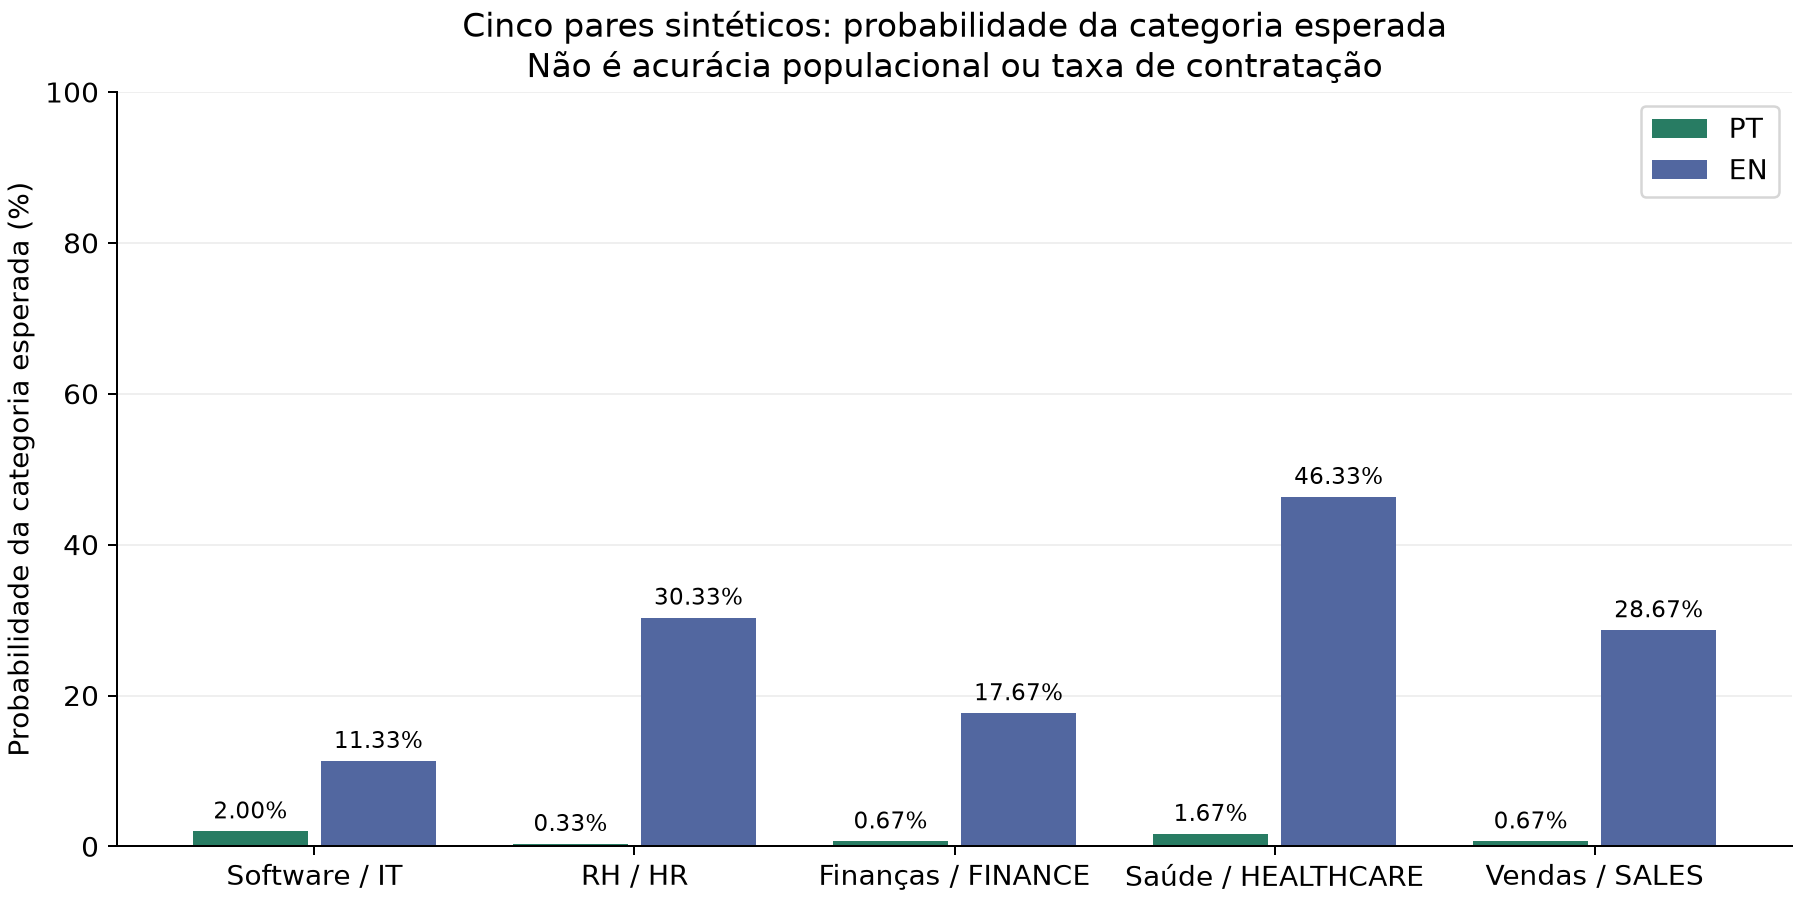 Cinco pares sintéticos: probabilidade da categoria esperada
Não é acurácia populacional ou taxa de contratação
Probabilidade da categoria esperada (%)
100
80
60
40
20
0
PT
EN
2.00%
11.33%
0.33%
30.33%
0.67%
17.67%
1.67%
46.33%
0.67%
28.67%
Software / IT
RH / HR
Finanças / FINANCE
Saúde / HEALTHCARE
Vendas / SALES